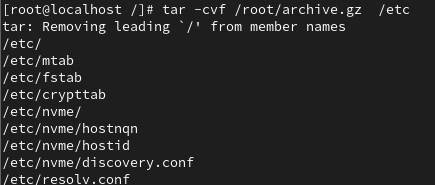 [root@localhost /]# tar -cvf /root/archive.gz  /etc
tar: Removing leading `/' from member names
/etc/
/etc/mtab
/etc/fstab
/etc/crypttab
/etc/nvme/
/etc/nvme/hostnqn
/etc/nvme/hostid
/etc/nvme/discovery.conf
/etc/resolv.conf